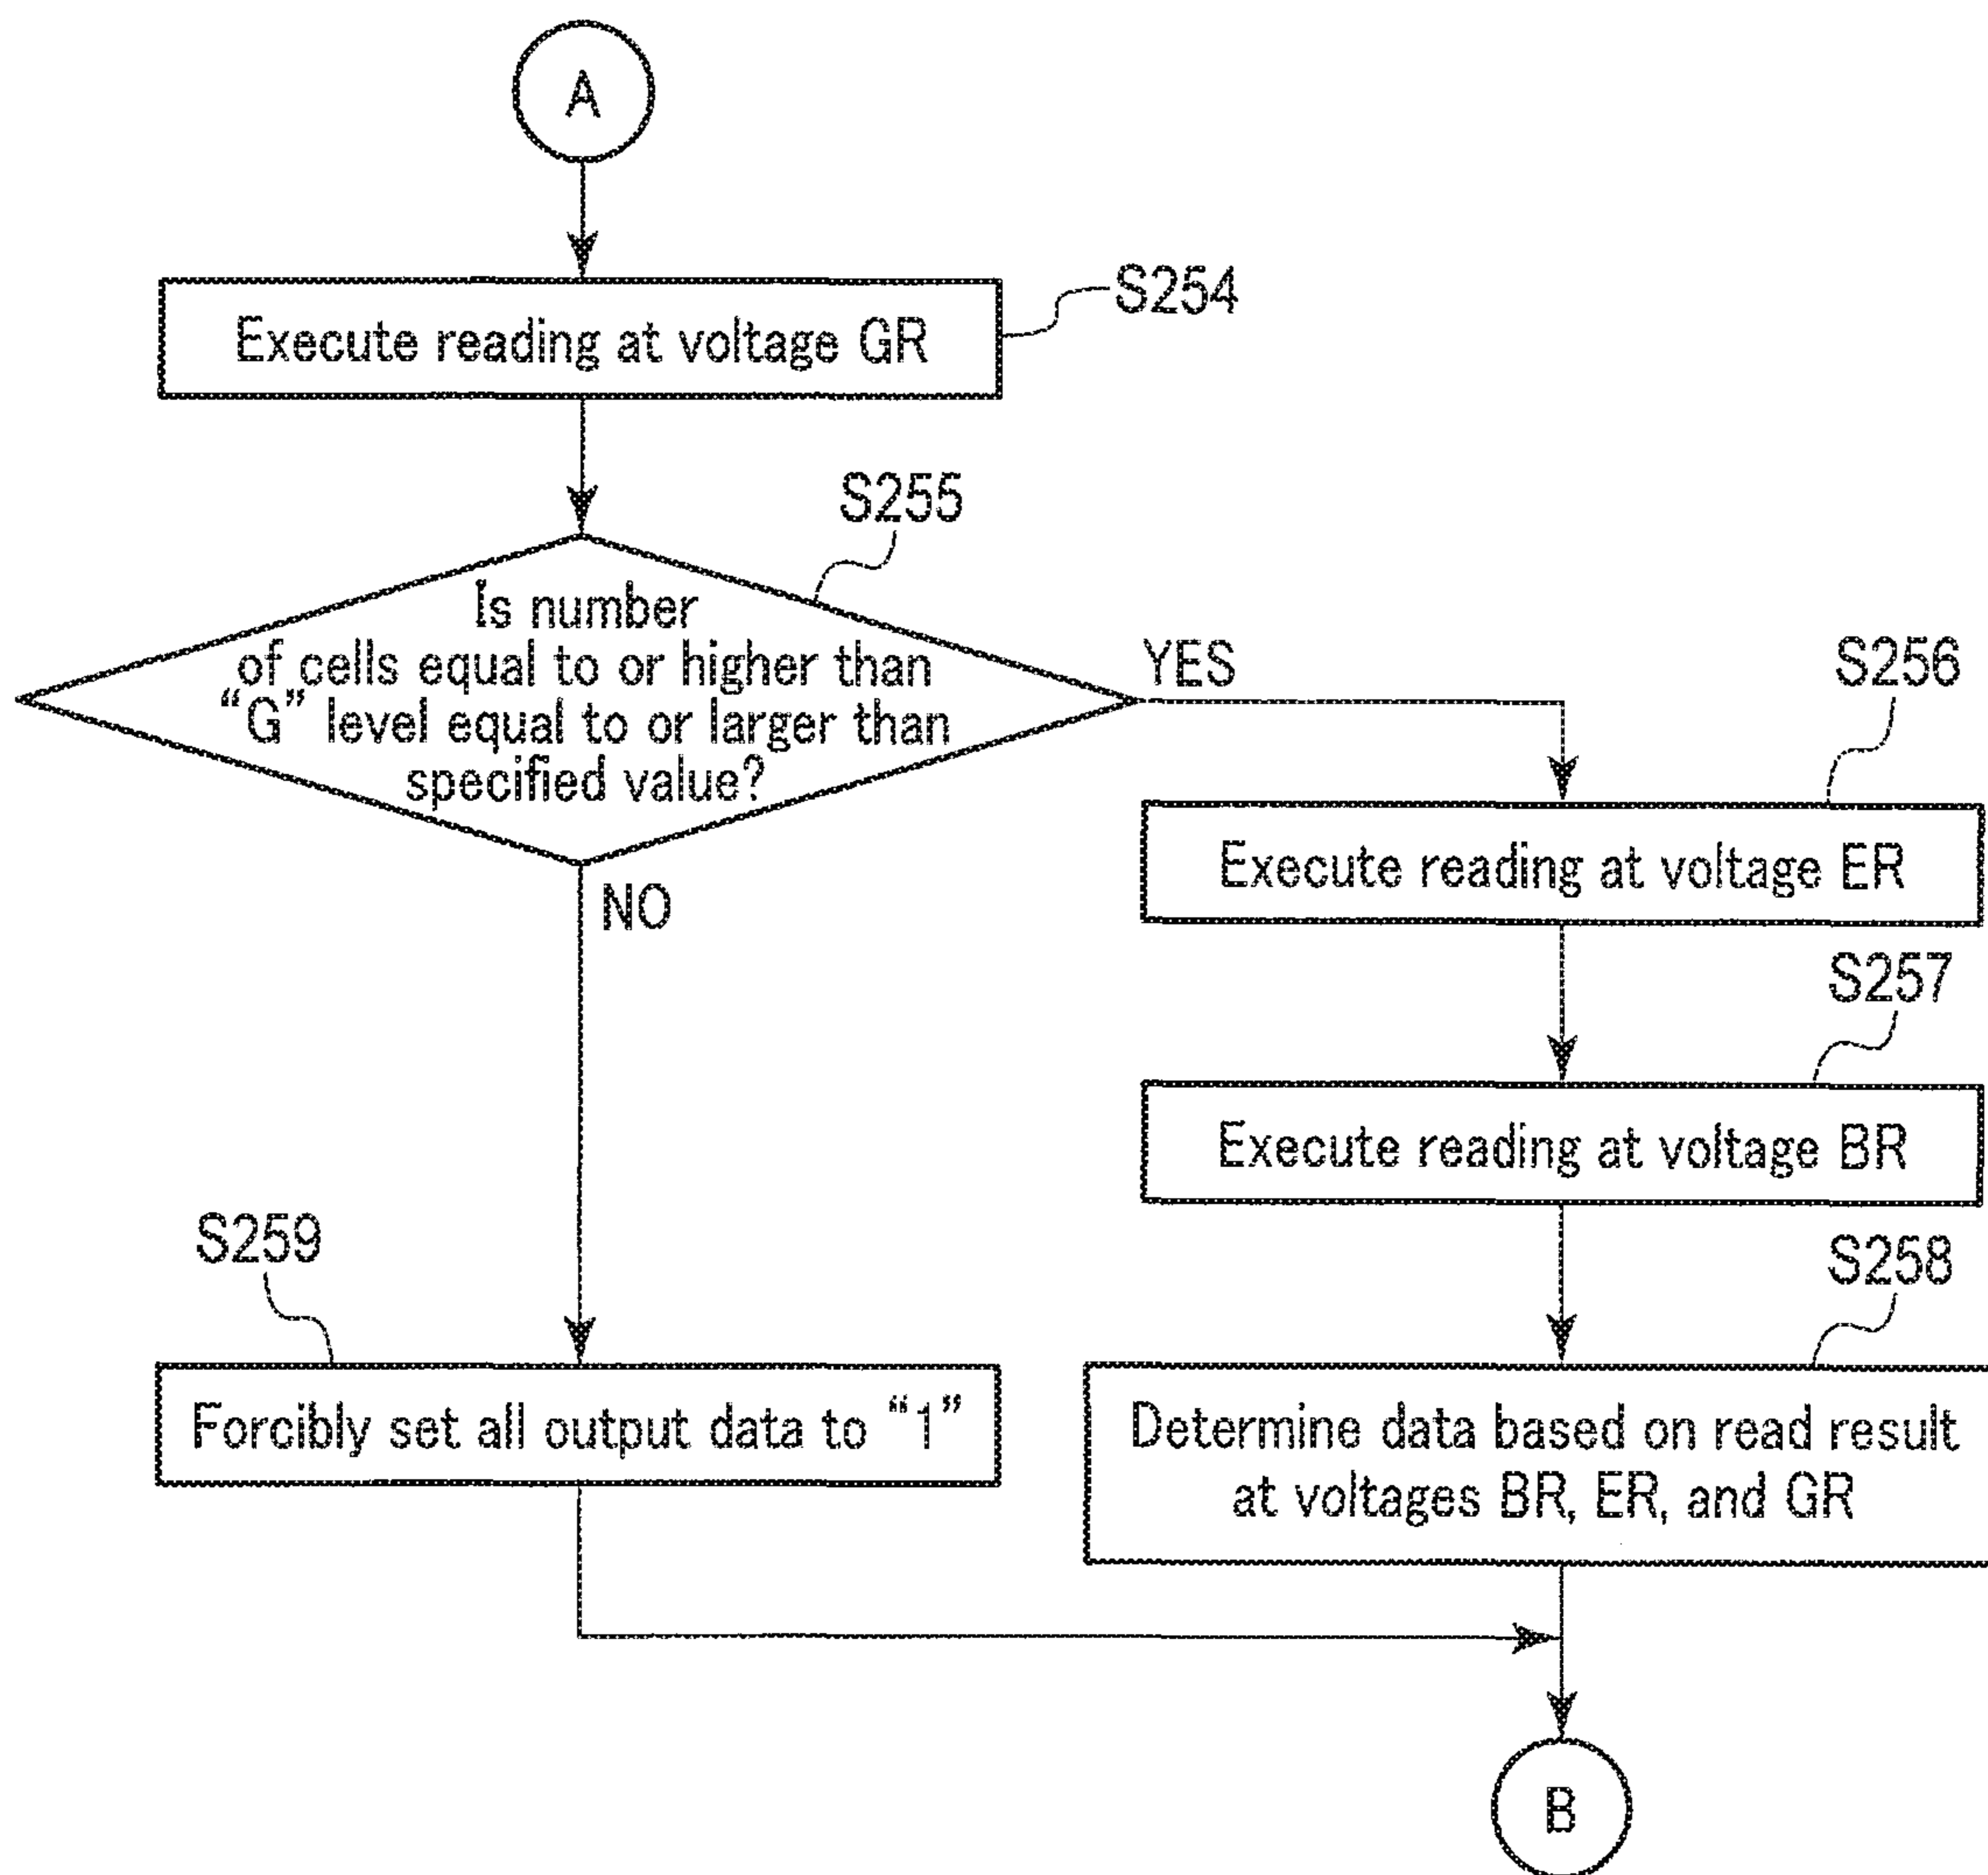 A
S254
Execute reading at voltage GR
S255
Is number
of cells equal to or higher than
“G” level equal to or larger than
specified value?
YES
NO
S256
Execute reading at voltage ER
S257
Execute reading at voltage BR
S258
Determine data based on read result
at voltages BR, ER, and GR
S259
Forcibly set all output data to “1”
B